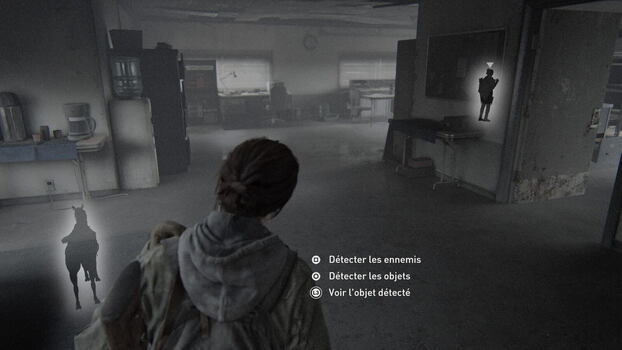 Détecter les ennemis
Détecter les objets
Voir l'objet détecté